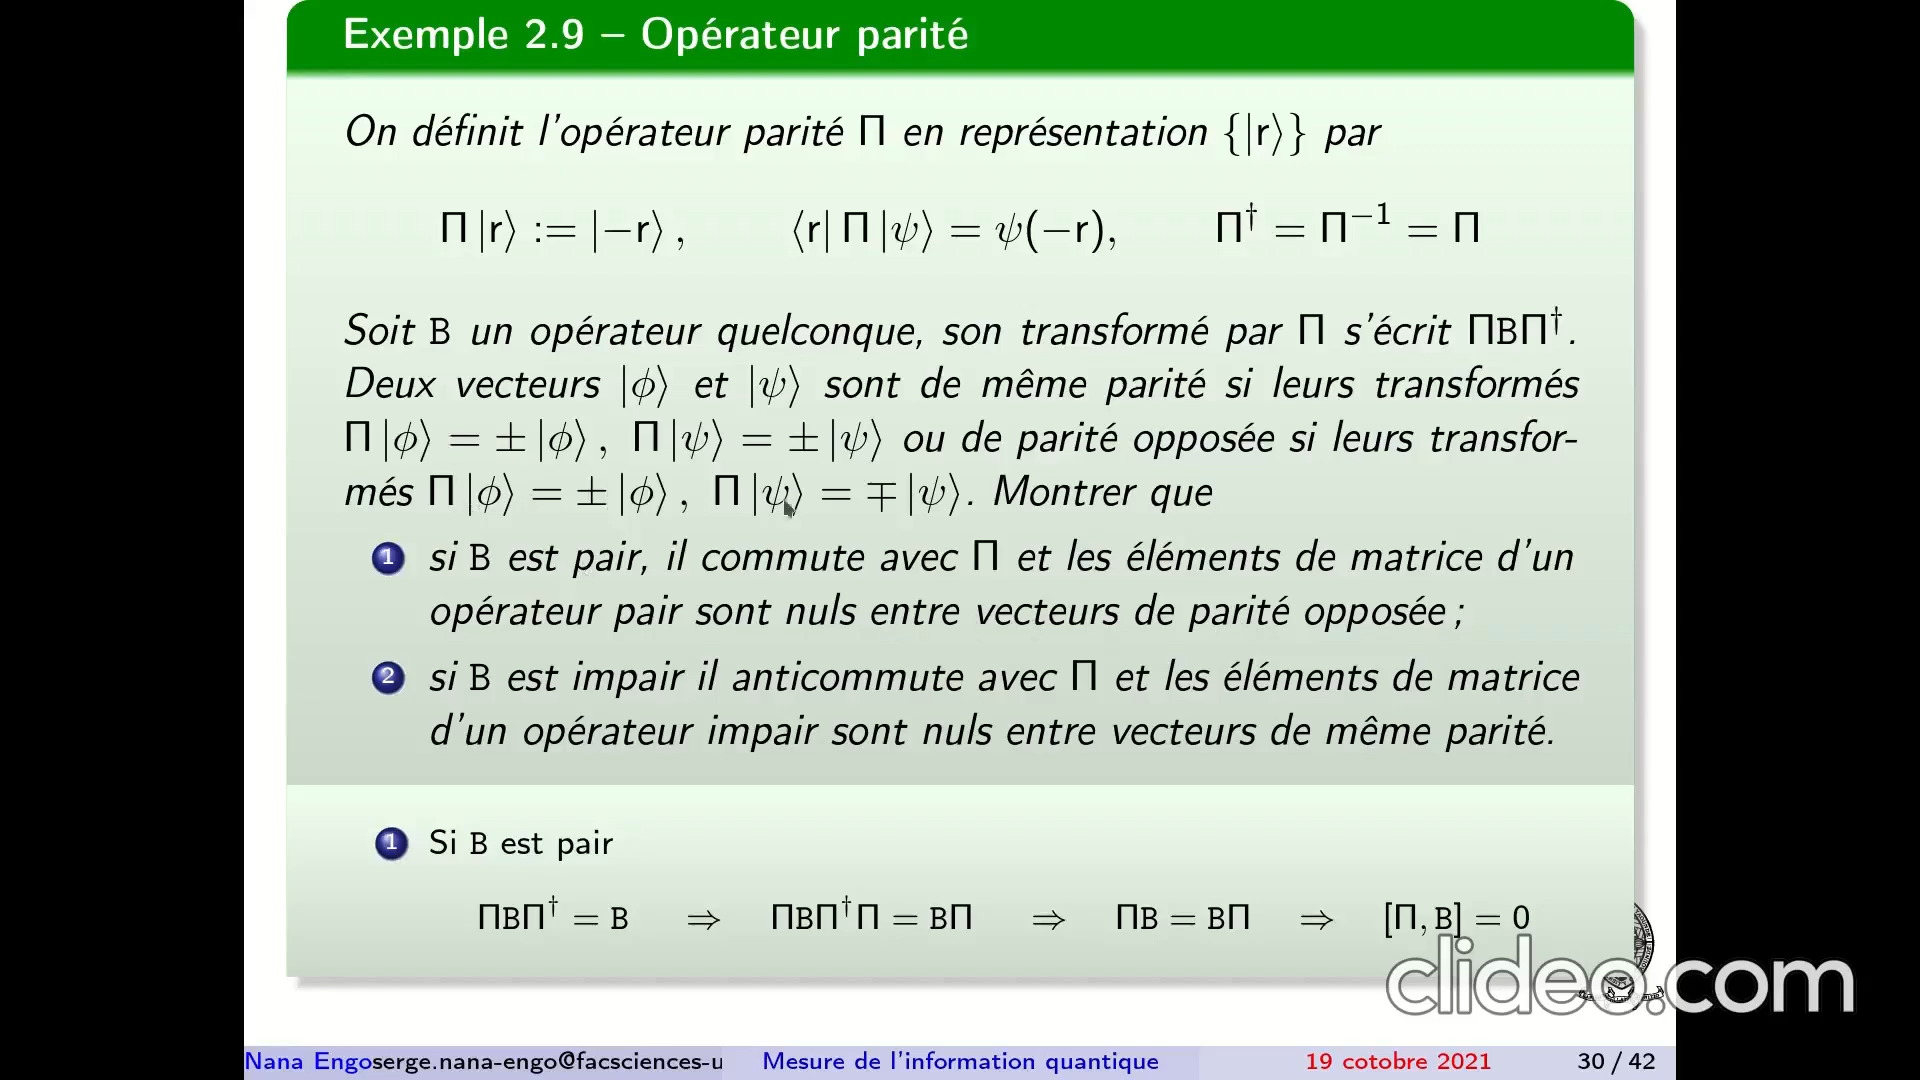 Exemple 2.9 – Opérateur parité
On définit l'opérateur parité Π en représentation {|r⟩} par
Π |r⟩ := |−r⟩ , ⟨r| Π |ψ⟩ = ψ(−r), Π† = Π⁻¹ = Π
Soit B un opérateur quelconque, son transformé par Π s'écrit ΠBΠ†.
Deux vecteurs |ϕ⟩ et |ψ⟩ sont de même parité si leurs transformés
Π |ϕ⟩ = ± |ϕ⟩ , Π |ψ⟩ = ± |ψ⟩ ou de parité opposée si leurs transfor-
més Π |ϕ⟩ = ± |ϕ⟩ , Π |ψ⟩ = ∓ |ψ⟩. Montrer que
1 si B est pair, il commute avec Π et les éléments de matrice d'un
opérateur pair sont nuls entre vecteurs de parité opposée ;
2 si B est impair il anticommute avec Π et les éléments de matrice
d'un opérateur impair sont nuls entre vecteurs de même parité.
1 Si B est pair
ΠBΠ† = B ⇒ ΠBΠ†Π = BΠ ⇒ ΠB = BΠ ⇒ [Π, B] = 0
clideo.com
Nana Engoserge.nana-engo@facsciences-u Mesure de l'information quantique 19 cotobre 2021 30 / 42